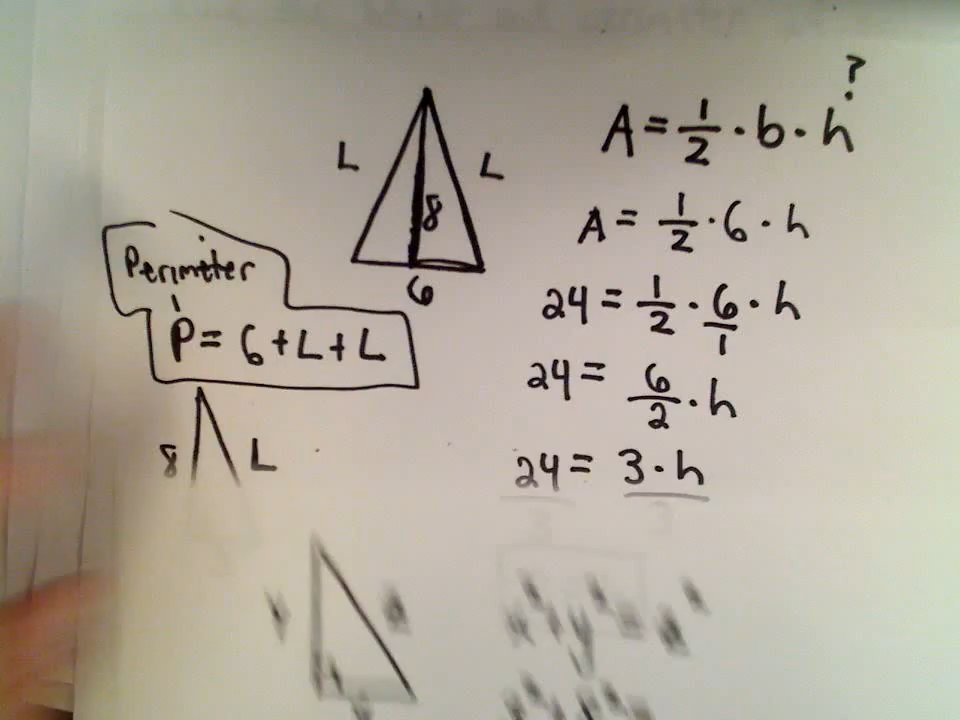 ?
A = 1/2 · b · h
L L
8
6
A = 1/2 · 6 · h
Perimeter
P = 6 + L + L
24 = 1/2 · 6/1 · h
24 = 6/2 · h
8 L
24 = 3 · h